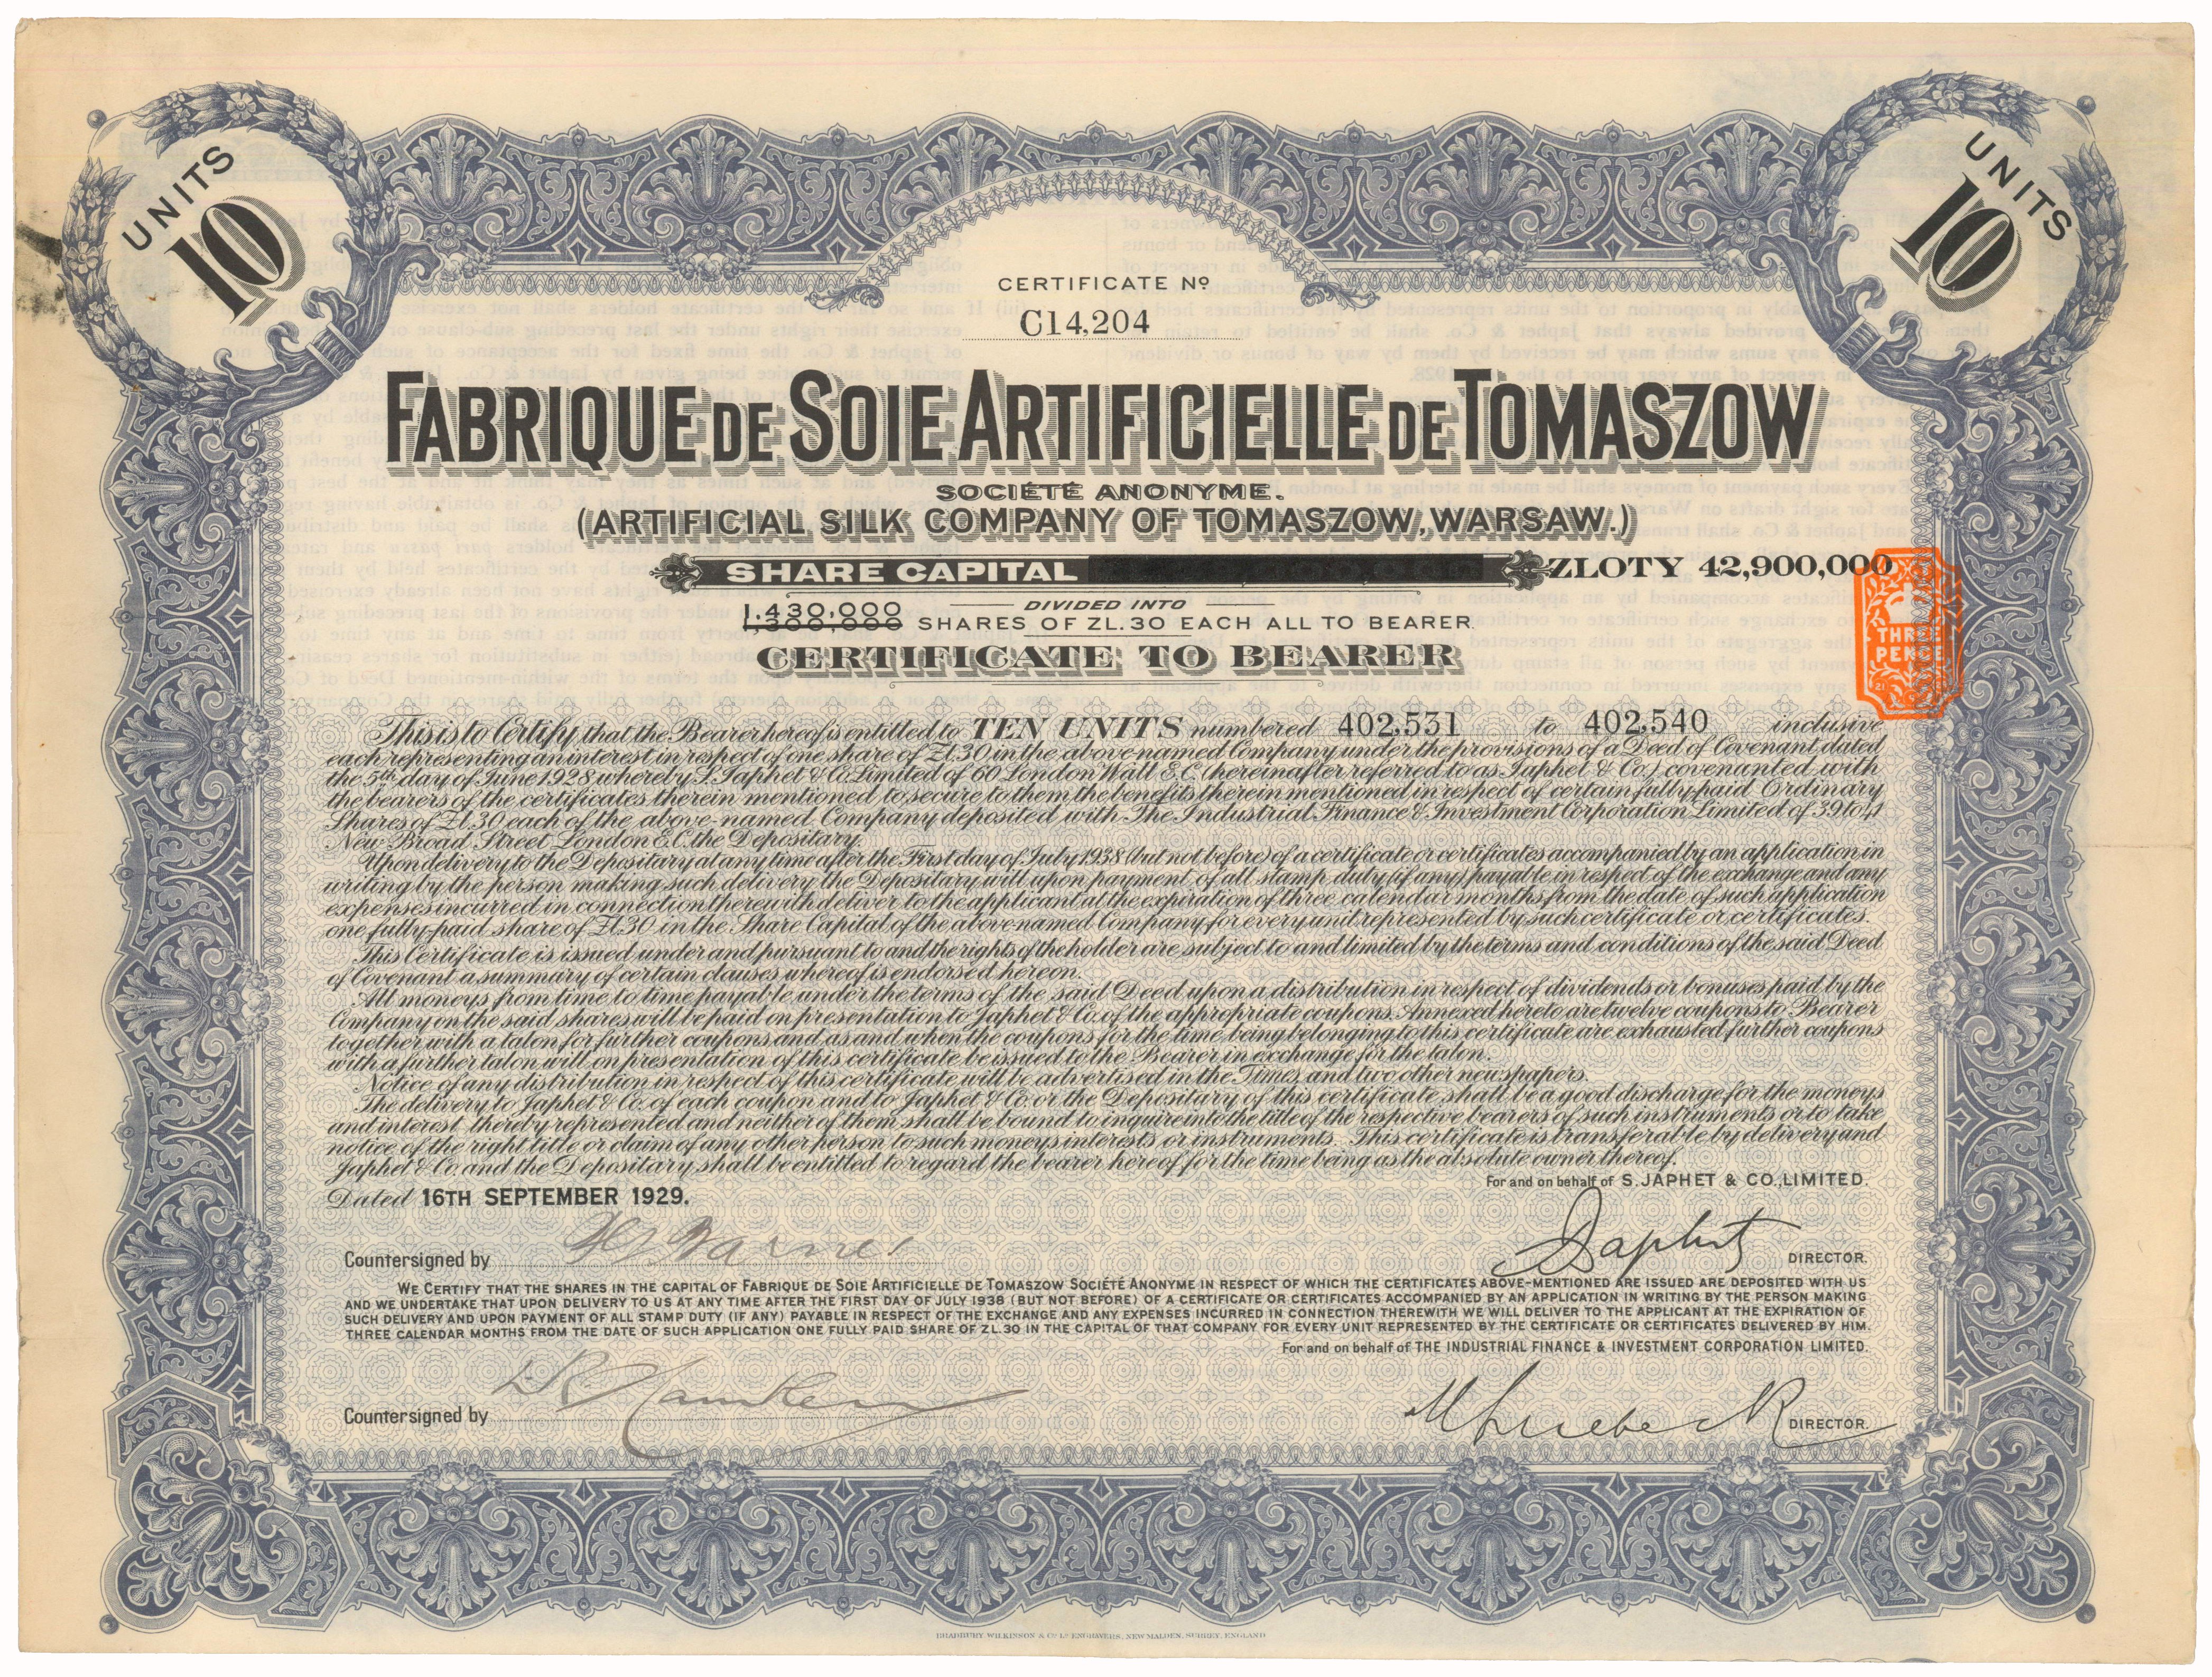 UNITS
10
UNITS
10
CERTIFICATE Nº
C14,204
FABRIQUE DE SOIE ARTIFICIELLE DE TOMASZOW
SOCIÉTÉ ANONYME.
(ARTIFICIAL SILK COMPANY OF TOMASZOW, WARSAW.)
SHARE CAPITAL ZLOTY 42,900,000
DIVIDED INTO
1,430,000
1,300,000 SHARES OF ZL.30 EACH ALL TO BEARER.
CERTIFICATE TO BEARER
THREE
PENCE
This is to Certify that the Bearer hereof is entitled to TEN UNITS numbered 402,531 to 402,540 inclusive
each representing an interest in respect of one share of Zl.30 in the above-named Company under the provisions of a Deed of Covenant dated
the 5th day of June 1928 whereby S. Japhet & Co. Limited of 60 London Wall E.C. (hereinafter referred to as Japhet & Co.) covenanted with
the bearers of the certificates therein mentioned to secure to them the benefits therein mentioned in respect of certain fully paid Ordinary
Shares of Zl.30 each of the above-named Company deposited with The Industrial Finance & Investment Corporation Limited of 39 to 41
New Broad Street London E.C. the Depositary.
Upon delivery to the Depositary at any time after the First day of July 1938 (but not before) of a certificate or certificates accompanied by an application in
writing by the person making such delivery the Depositary will upon payment of all stamp duty (if any) payable in respect of the exchange and any
expenses incurred in connection therewith deliver to the applicant at the expiration of three calendar months from the date of such application
one fully-paid share of Zl.30 in the Share Capital of the above-named Company for every unit represented by such certificate or certificates.
This Certificate is issued under and pursuant to and the rights of the holder are subject to and limited by the terms and conditions of the said Deed
of Covenant a summary of certain clauses whereof is endorsed hereon.
All moneys from time to time payable under the terms of the said Deed upon a distribution in respect of dividends or bonuses paid by the
Company on the said shares will be paid on presentation to Japhet & Co. of the appropriate coupons. Annexed hereto are twelve coupons to Bearer
together with a talon for further coupons and as and when the coupons for the time being belonging to this certificate are exhausted further coupons
with a further talon will on presentation of this certificate be issued to the Bearer in exchange for the talon.
Notice of any distribution in respect of this certificate will be advertised in the Times and two other newspapers.
The delivery to Japhet & Co. of each coupon and to Japhet & Co. or the Depositary of this certificate shall be a good discharge for the moneys
and interest thereby represented and neither of them shall be bound to inquire into the title of the respective bearers of such instruments or to take
notice of the right title or claim of any other person to such moneys interests or instruments. This certificate is transferable by delivery and
Japhet & Co. and the Depositary shall be entitled to regard the bearer hereof for the time being as the absolute owner thereof.
For and on behalf of S. JAPHET & CO., LIMITED.
Dated 16TH SEPTEMBER 1929.
Countersigned by
SJaphet DIRECTOR.
WE CERTIFY THAT THE SHARES IN THE CAPITAL OF FABRIQUE DE SOIE ARTIFICIELLE DE TOMASZOW SOCIÉTÉ ANONYME IN RESPECT OF WHICH THE CERTIFICATES ABOVE-MENTIONED ARE ISSUED ARE DEPOSITED WITH US
AND WE UNDERTAKE THAT UPON DELIVERY TO US AT ANY TIME AFTER THE FIRST DAY OF JULY 1938 (BUT NOT BEFORE) OF A CERTIFICATE OR CERTIFICATES ACCOMPANIED BY AN APPLICATION IN WRITING BY THE PERSON MAKING
SUCH DELIVERY AND UPON PAYMENT OF ALL STAMP DUTY (IF ANY) PAYABLE IN RESPECT OF THE EXCHANGE AND ANY EXPENSES INCURRED IN CONNECTION THEREWITH WE WILL DELIVER TO THE APPLICANT AT THE EXPIRATION OF
THREE CALENDAR MONTHS FROM THE DATE OF SUCH APPLICATION ONE FULLY PAID SHARE OF ZL.30 IN THE CAPITAL OF THAT COMPANY FOR EVERY UNIT REPRESENTED BY THE CERTIFICATE OR CERTIFICATES DELIVERED BY HIM.
For and on behalf of THE INDUSTRIAL FINANCE & INVESTMENT CORPORATION LIMITED.
Countersigned by
DIRECTOR.
BRADBURY WILKINSON & Cº Lᴰ ENGRAVERS, NEW MALDEN, SURREY, ENGLAND